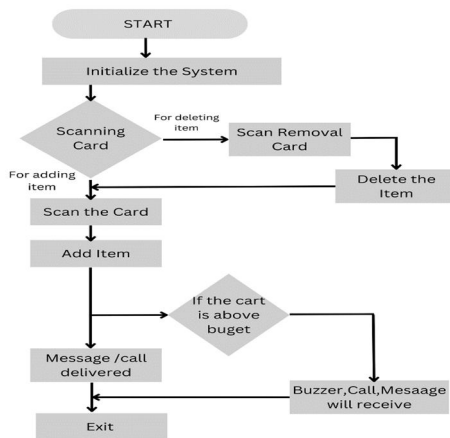 START
Initialize the System
Scanning
Card
For deleting
item
Scan Removal
Card
For adding
item
Delete the
Item
Scan the Card
Add Item
If the cart
is above
buget
Message /call
delivered
Buzzer,Call,Mesaage
will receive
Exit